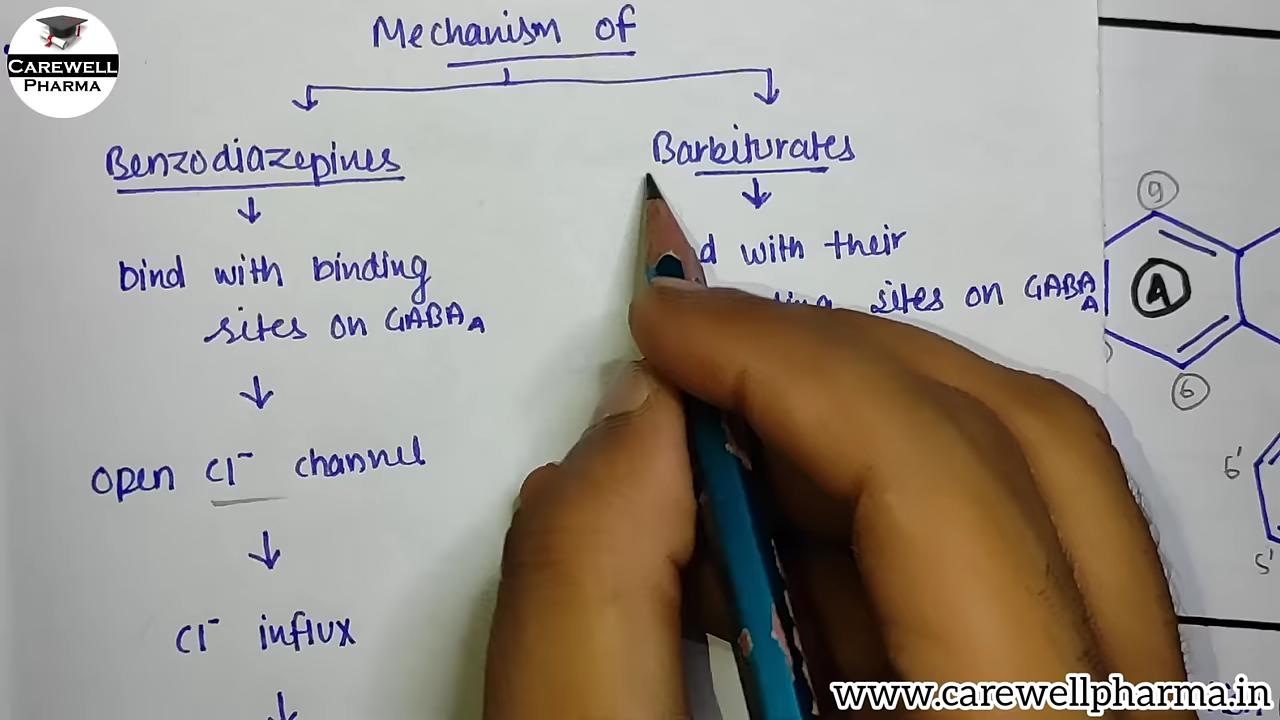 CAREWELL
PHARMA
Mechanism of
Benzodiazepines
bind with binding
sites on GABAA
open Cl- channel
Cl- influx
Barbiturates
with their
sites on GABAA
9
A
6
6'
5'
www.carewellpharma.in